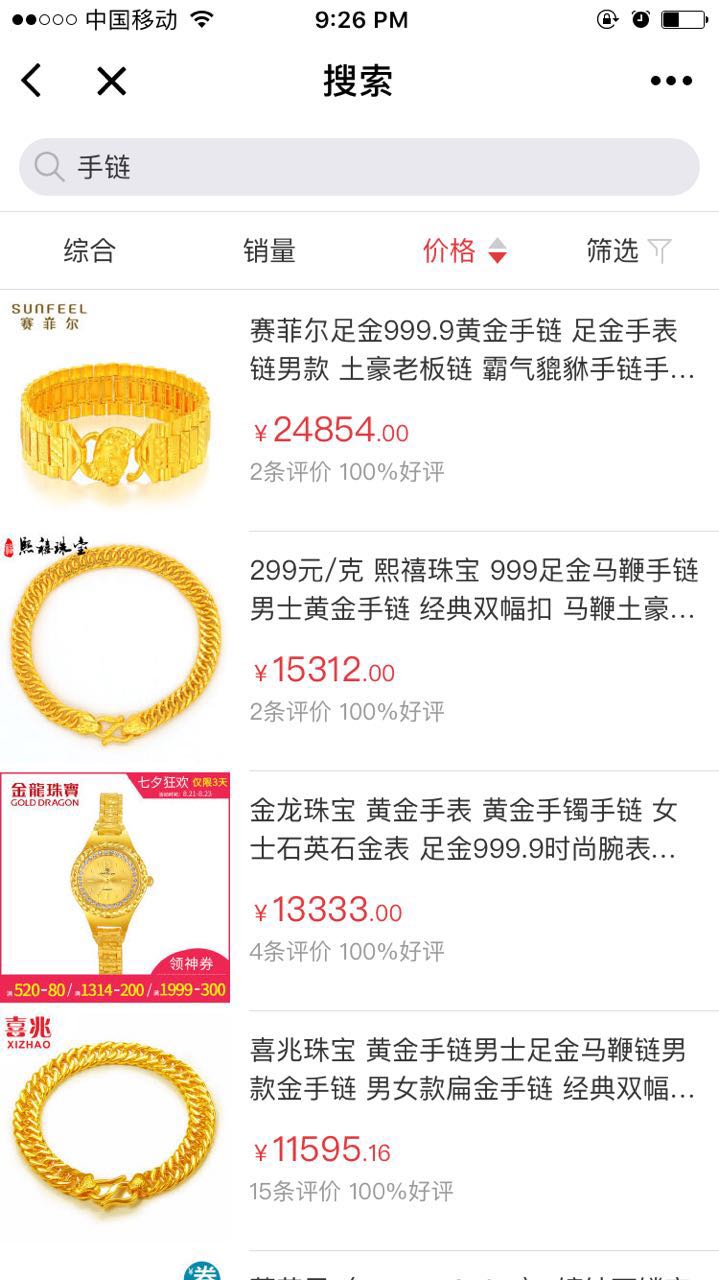 中国移动
9:26 PM
搜索
手链
综合
销量
价格
筛选
SUNFEEL
赛菲尔
赛菲尔足金999.9黄金手链 足金手表
链男款 土豪老板链 霸气貔貅手链手...
¥24854.00
2条评价 100%好评
熙禧珠宝
299元/克 熙禧珠宝 999足金马鞭手链
男士黄金手链 经典双幅扣 马鞭土豪...
¥15312.00
2条评价 100%好评
金龍珠寶
GOLD DRAGON
七夕狂欢 仅限3天
活动时间：8.21-8.23
领神券
满520-80/满1314-200/满1999-300
金龙珠宝 黄金手表 黄金手镯手链 女
士石英石金表 足金999.9时尚腕表...
¥13333.00
4条评价 100%好评
喜兆
XIZHAO
喜兆珠宝 黄金手链男士足金马鞭链男
款金手链 男女款扁金手链 经典双幅...
¥11595.16
15条评价 100%好评
券